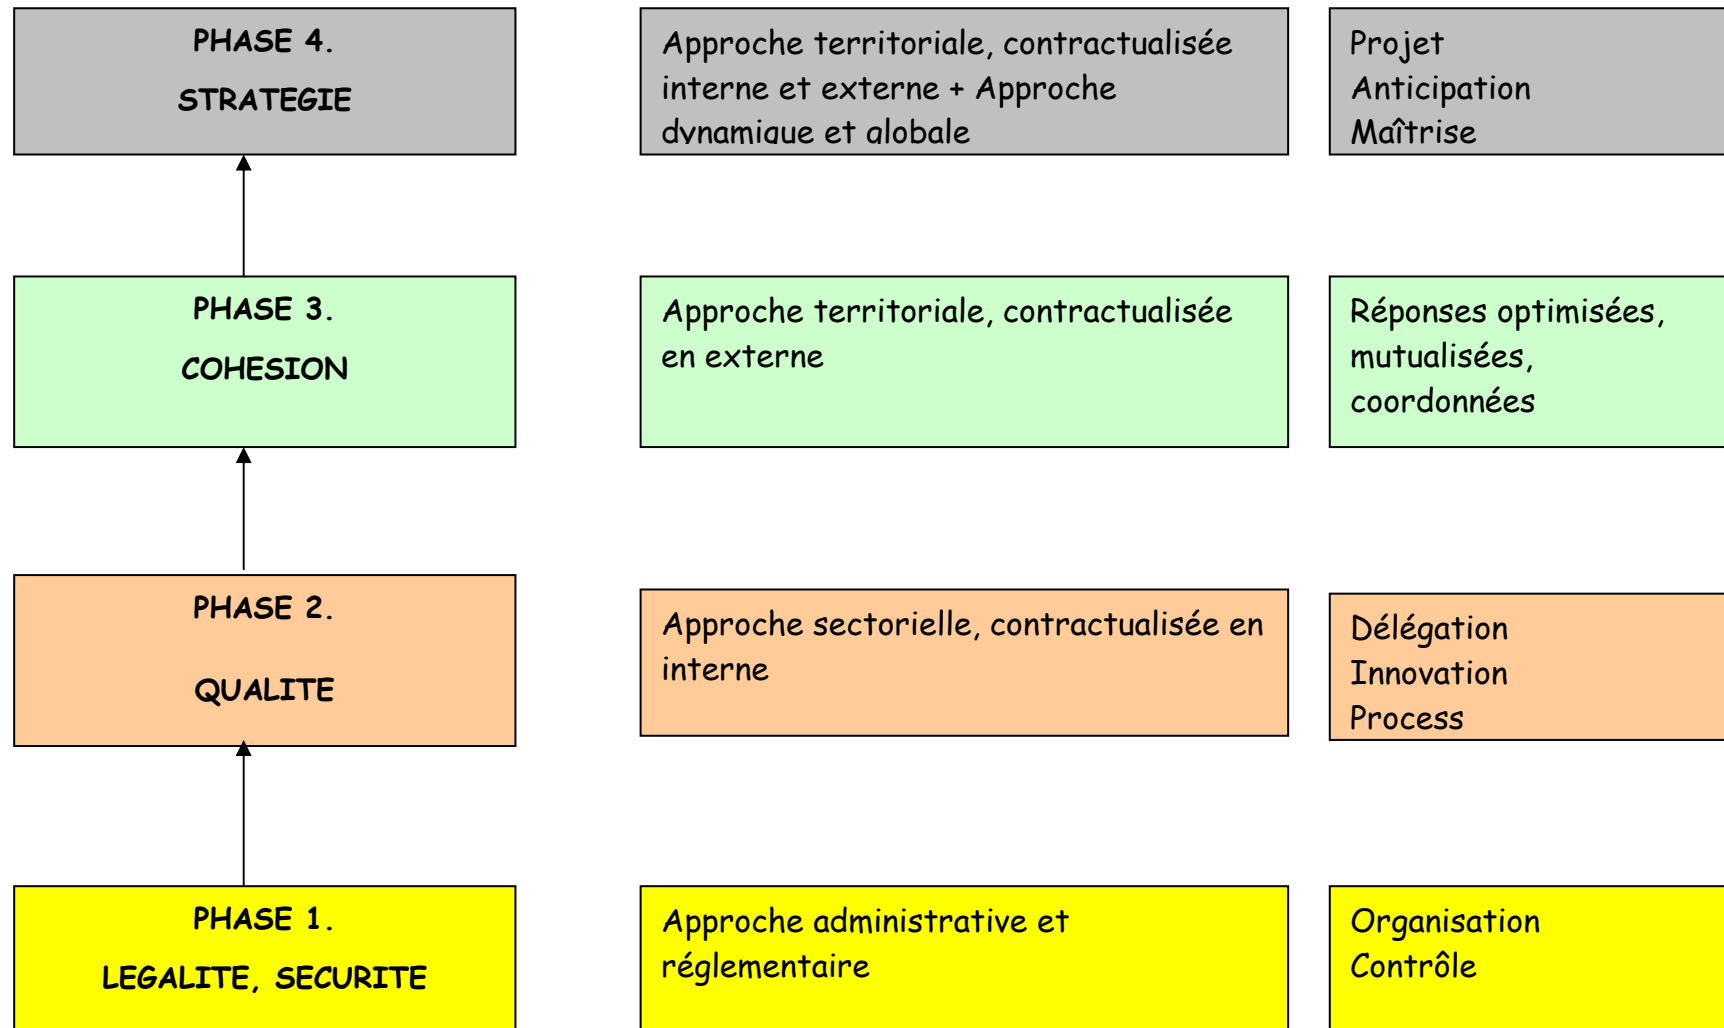 PHASE 4.
STRATEGIE
Approche territoriale, contractualisée
interne et externe + Approche
dynamique et globale
Projet
Anticipation
Maîtrise
PHASE 3.
COHESION
Approche territoriale, contractualisée
en externe
Réponses optimisées,
mutualisées,
coordonnées
PHASE 2.
QUALITE
Approche sectorielle, contractualisée en
interne
Délégation
Innovation
Process
PHASE 1.
LEGALITE, SECURITE
Approche administrative et
réglementaire
Organisation
Contrôle